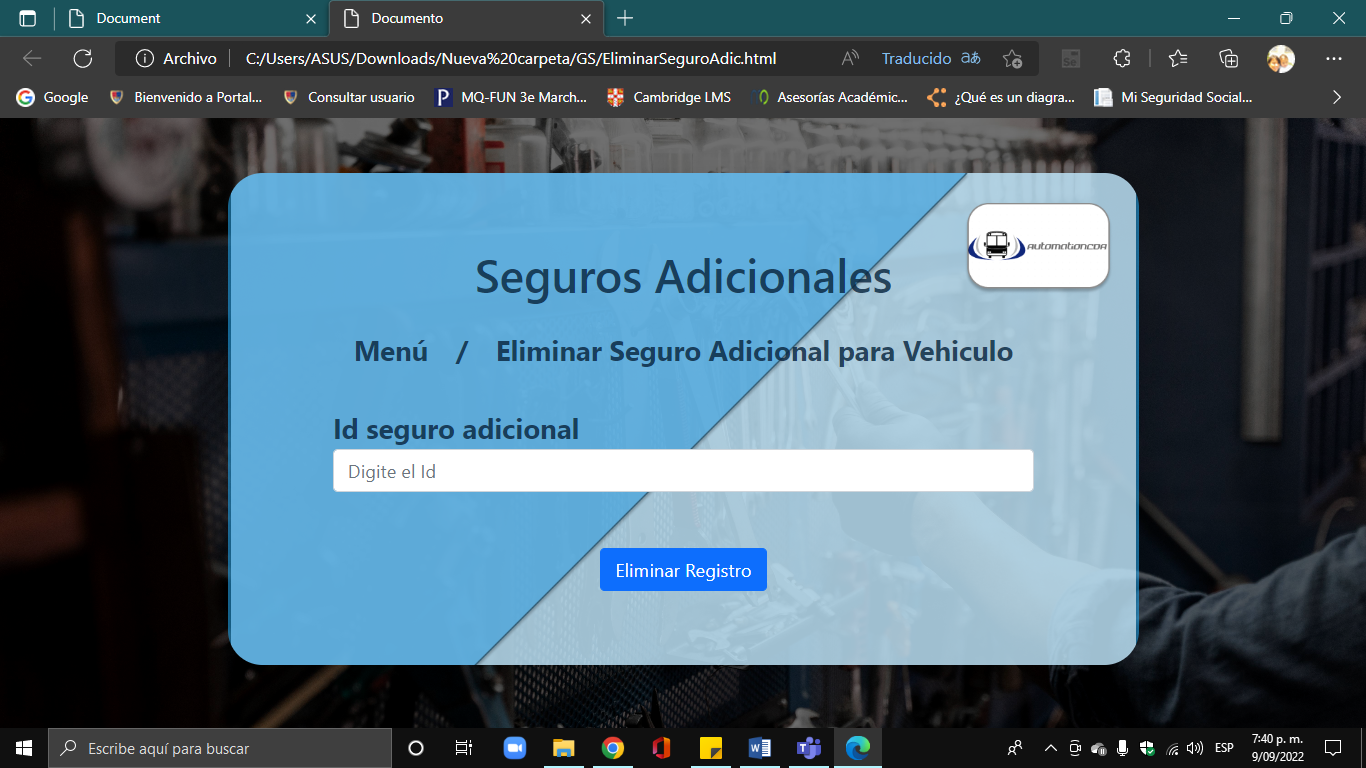 Document
Documento
Archivo
C:/Users/ASUS/Downloads/Nueva%20carpeta/GS/EliminarSeguroAdic.html
Traducido
Google
Bienvenido a Portal...
Consultar usuario
MQ-FUN 3e March...
Cambridge LMS
Asesorías Académic...
¿Qué es un diagra...
Mi Seguridad Social...
AUTOMATIONCDA
Seguros Adicionales
Menú / Eliminar Seguro Adicional para Vehiculo
Id seguro adicional
Digite el Id
Eliminar Registro
Escribe aquí para buscar
ESP
7:40 p. m.
9/09/2022